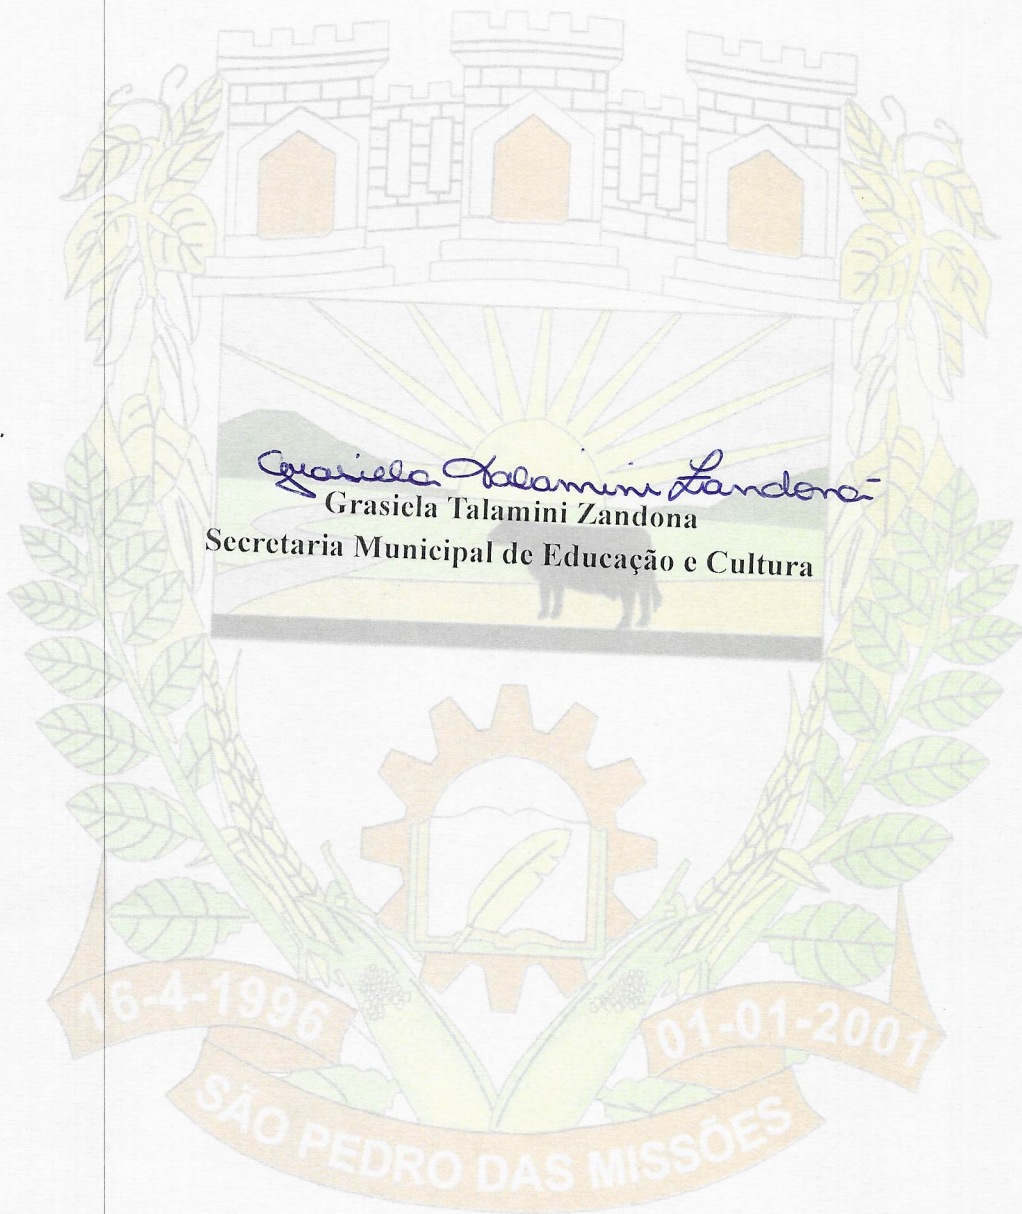 Grasiela Talamini Zandoná
Grasiela Talamini Zandona
Secretaria Municipal de Educação e Cultura
16-4-1996
01-01-2001
SÃO PEDRO DAS MISSÕES